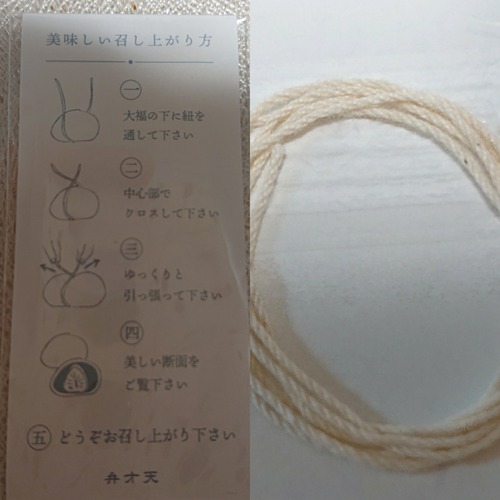 美味しい召し上がり方
一
大福の下に紐を
通して下さい
二
中心部で
クロスして下さい
三
ゆっくりと
引っ張って下さい
四
美しい断面を
ご覧下さい
五 どうぞお召し上がり下さい
弁才天